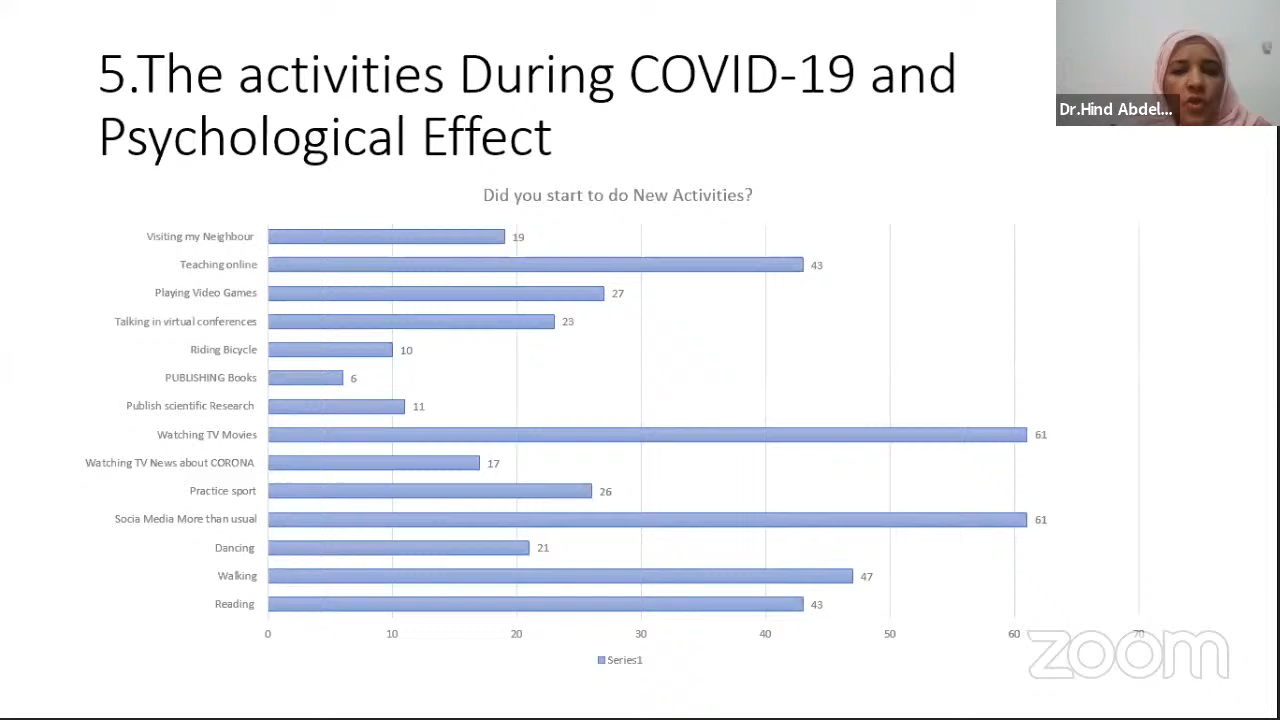 5.The activities During COVID-19 and
Psychological Effect
Dr.Hind Abdel...
Did you start to do New Activities?
Visiting my Neighbour 19
Teaching online 43
Playing Video Games 27
Talking in virtual conferences 23
Riding Bicycle 10
PUBLISHING Books 6
Publish scientific Research 11
Watching TV Movies 61
Watching TV News about CORONA 17
Practice sport 26
Socia Media More than usual 61
Dancing 21
Walking 47
Reading 43
0 10 20 30 40 50 60 70
Series1
zoom